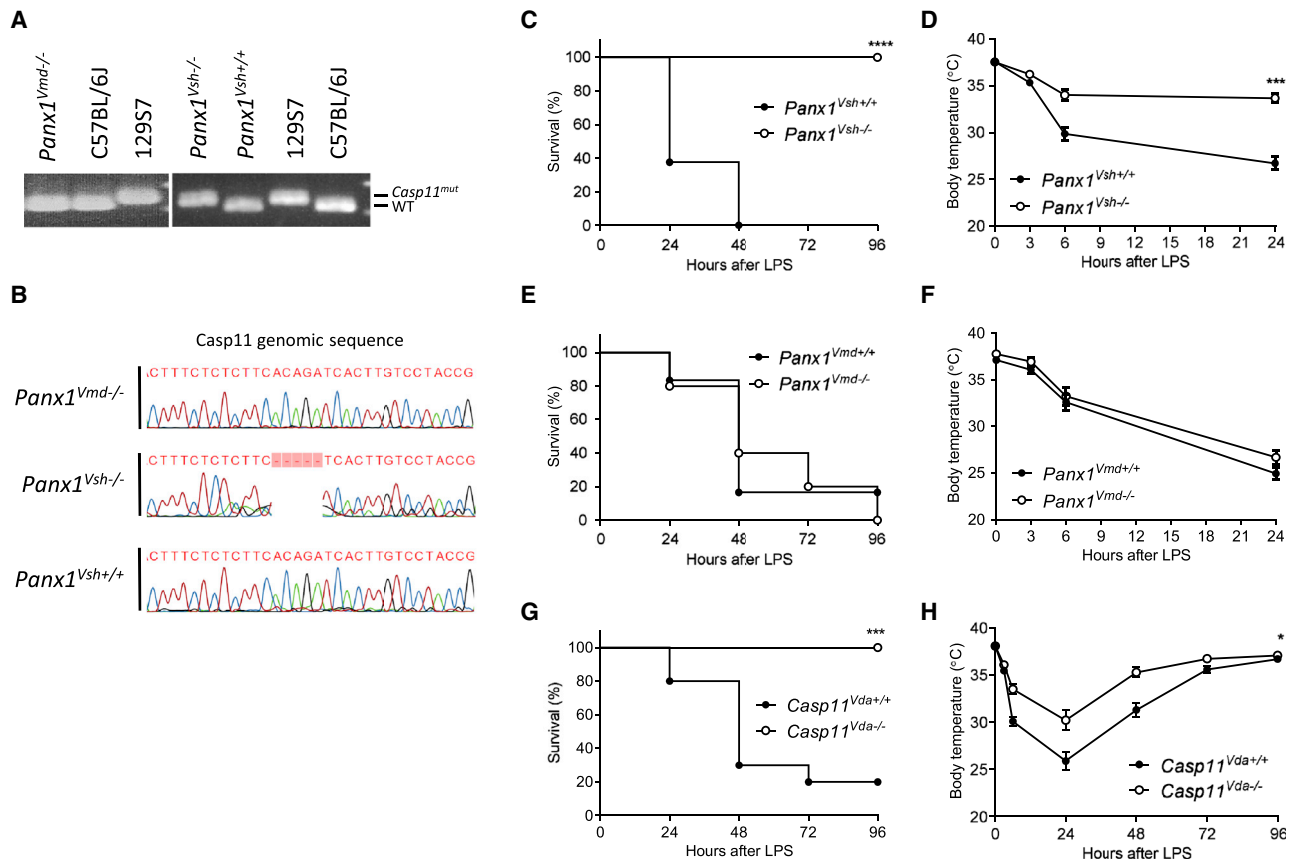 A
Panx1Vmd-/-
C57BL/6J
129S7
Panx1Vsh-/-
Panx1Vsh+/+
129S7
C57BL/6J
Casp11mut
WT
B
Casp11 genomic sequence
Panx1Vmd-/-
CTTTCTCTCTTCACAGATCACTTGTCCTACCG
Panx1Vsh-/-
CTTTCTCTCTTC-----TCACTTGTCCTACCG
Panx1Vsh+/+
CTTTCTCTCTTCACAGATCACTTGTCCTACCG
C
Survival (%)
100
80
60
40
20
0
****
Panx1Vsh+/+
Panx1Vsh-/-
0 24 48 72 96
Hours after LPS
D
Body temperature (°C)
40
35
30
25
20
***
Panx1Vsh+/+
Panx1Vsh-/-
0 3 6 9 12 15 18 21 24
Hours after LPS
E
Survival (%)
100
80
60
40
20
0
Panx1Vmd+/+
Panx1Vmd-/-
0 24 48 72 96
Hours after LPS
F
Body temperature (°C)
40
35
30
25
20
Panx1Vmd+/+
Panx1Vmd-/-
0 3 6 9 12 15 18 21 24
Hours after LPS
G
Survival (%)
100
80
60
40
20
0
***
Casp11Vda+/+
Casp11Vda-/-
0 24 48 72 96
Hours after LPS
H
Body temperature (°C)
40
35
30
25
20
*
Casp11Vda+/+
Casp11Vda-/-
0 24 48 72 96
Hours after LPS